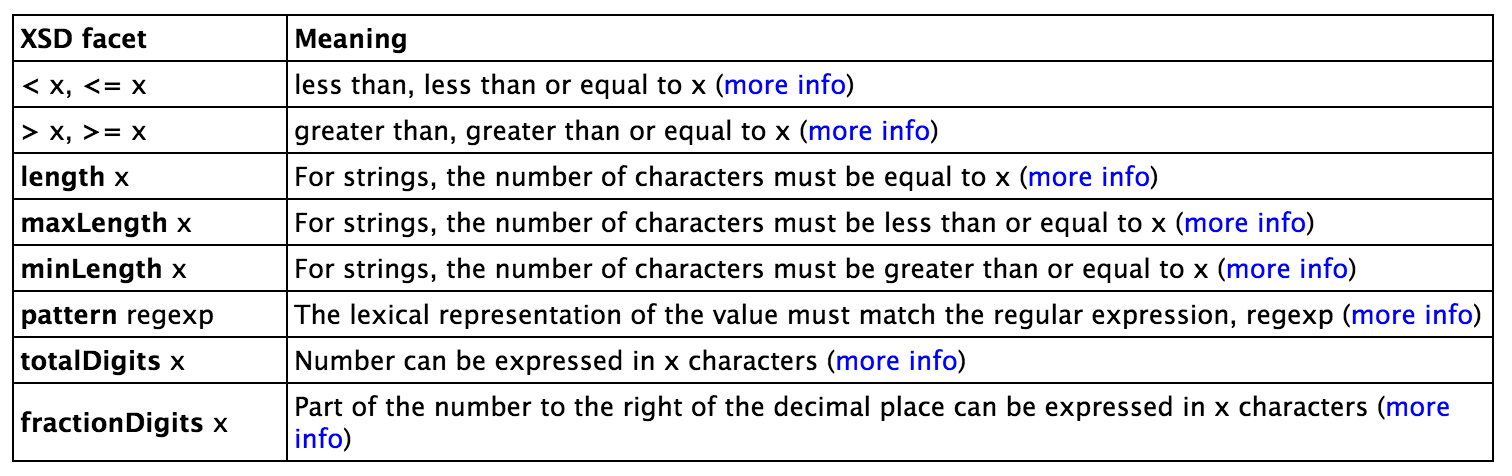 XSD facet Meaning
< x, <= x less than, less than or equal to x (more info)
> x, >= x greater than, greater than or equal to x (more info)
length x For strings, the number of characters must be equal to x (more info)
maxLength x For strings, the number of characters must be less than or equal to x (more info)
minLength x For strings, the number of characters must be greater than or equal to x (more info)
pattern regexp The lexical representation of the value must match the regular expression, regexp (more info)
totalDigits x Number can be expressed in x characters (more info)
fractionDigits x Part of the number to the right of the decimal place can be expressed in x characters (more
info)